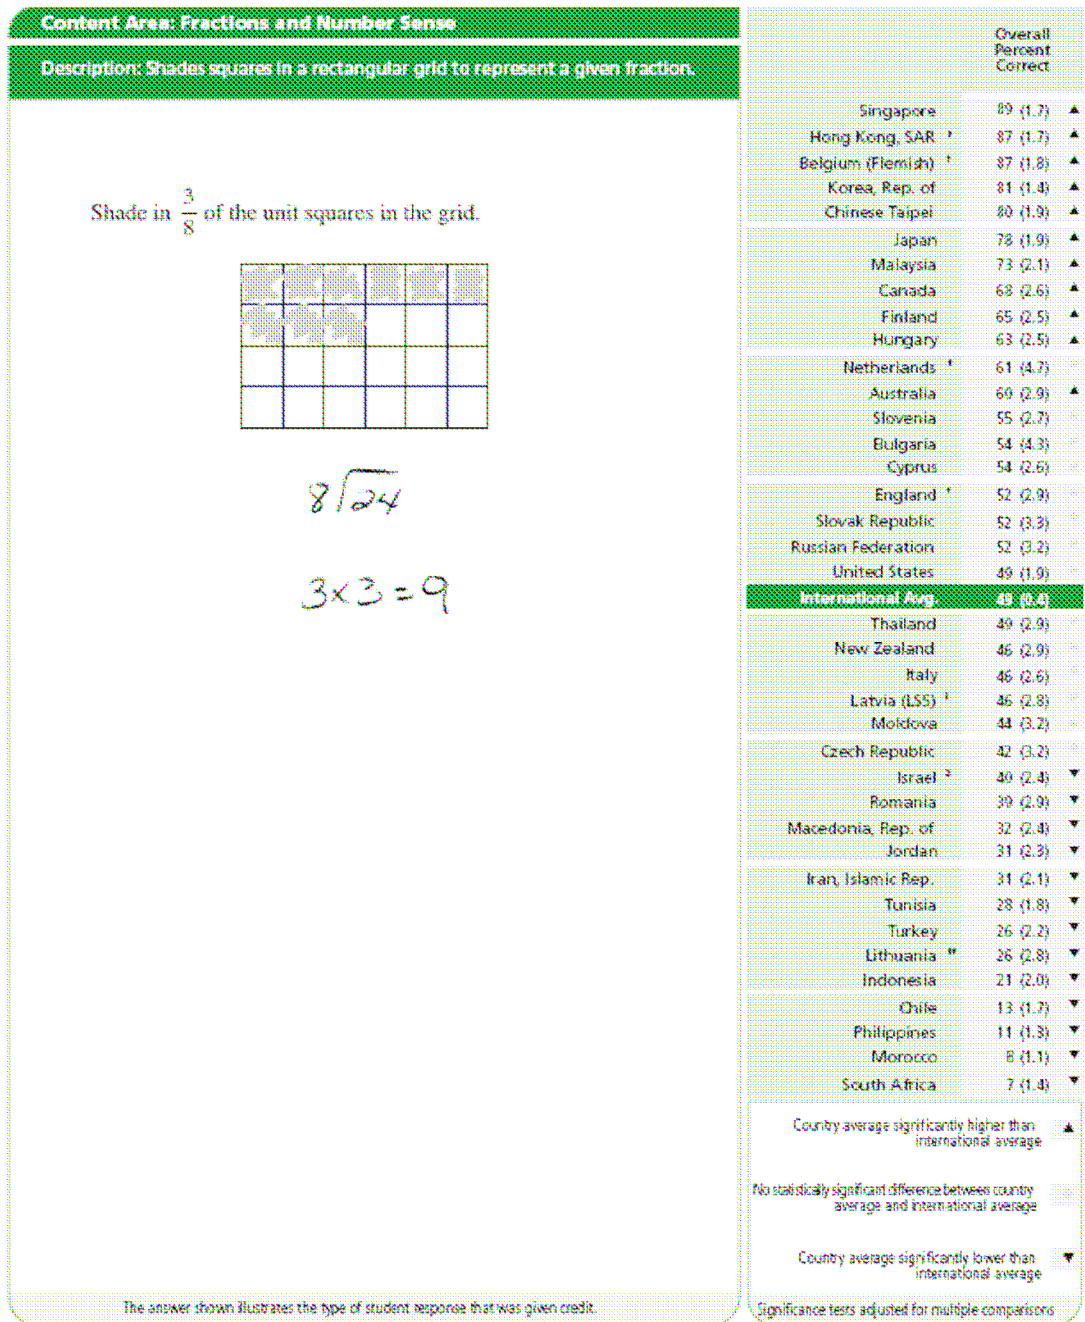 Content Area: Fractions and Number Sense
Description: Shades squares in a rectangular grid to represent a given fraction.
Shade in 3/8 of the unit squares in the grid.
8√24
3x3=9
The answer shown illustrates the type of student response that was given credit.
Overall
Percent
Correct
Singapore 89 (1.7) ▲
Hong Kong, SAR 87 (1.7) ▲
Belgium (Flemish) 87 (1.8) ▲
Korea, Rep. of 81 (1.4) ▲
Chinese Taipei 80 (1.9) ▲
Japan 78 (1.9) ▲
Malaysia 73 (2.1) ▲
Canada 68 (2.6) ▲
Finland 65 (2.5) ▲
Hungary 63 (2.5) ▲
Netherlands 61 (4.7)
Australia 60 (2.9) ▲
Slovenia 55 (2.7)
Bulgaria 54 (4.3)
Cyprus 54 (2.6)
England 52 (2.9)
Slovak Republic 52 (3.3)
Russian Federation 52 (3.2)
United States 49 (1.9)
International Avg. (0.4)
Thailand 49 (2.9)
New Zealand 46 (2.9)
Italy 46 (2.6)
Latvia (LSS) 46 (2.8)
Moldova 44 (3.2)
Czech Republic 42 (3.2)
Israel 40 (2.4) ▼
Romania 39 (2.9) ▼
Macedonia, Rep. of 32 (2.4) ▼
Jordan 31 (2.3) ▼
Iran, Islamic Rep. 31 (2.1) ▼
Tunisia 28 (1.8) ▼
Turkey 26 (2.2) ▼
Lithuania 26 (2.8) ▼
Indonesia 21 (2.0) ▼
Chile 13 (1.7) ▼
Philippines 11 (1.3) ▼
Morocco 8 (1.1) ▼
South Africa 7 (1.4) ▼
Country average significantly higher than ▲
international average
No statistically significant difference between country
average and international average
Country average significantly lower than ▼
international average
Significance tests adjusted for multiple comparisons